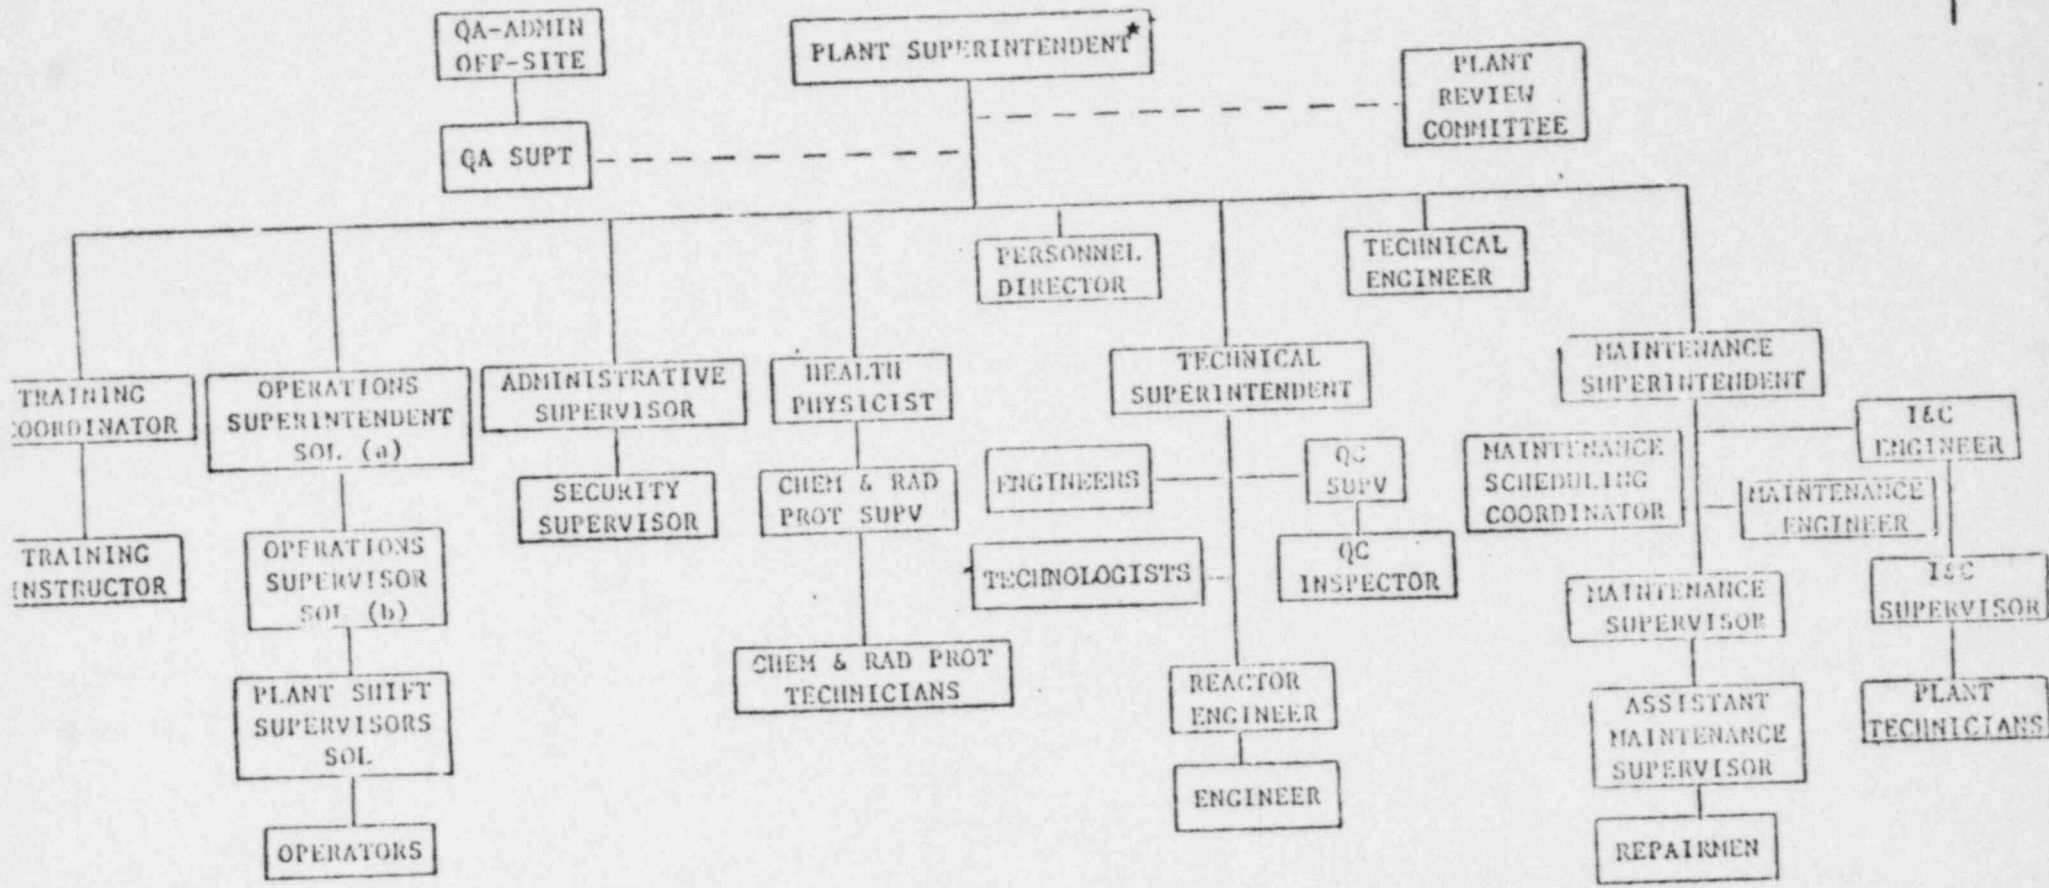 QA-ADMIN
OFF-SITE
PLANT SUPERINTENDENT*
PLANT
REVIEW
COMMITTEE
QA SUPT
PERSONNEL
DIRECTOR
TECHNICAL
ENGINEER
TRAINING
COORDINATOR
OPERATIONS
SUPERINTENDENT
SOL (a)
ADMINISTRATIVE
SUPERVISOR
HEALTH
PHYSICIST
TECHNICAL
SUPERINTENDENT
MAINTENANCE
SUPERINTENDENT
I&C
ENGINEER
TRAINING
INSTRUCTOR
OPERATIONS
SUPERVISOR
SOL (b)
SECURITY
SUPERVISOR
CHEM & RAD
PROT SUPV
ENGINEERS
QC
SUPV
MAINTENANCE
SCHEDULING
COORDINATOR
MAINTENANCE
ENGINEER
TECHNOLOGISTS
QC
INSPECTOR
MAINTENANCE
SUPERVISOR
I&C
SUPERVISOR
PLANT SHIFT
SUPERVISORS
SOL
CHEM & RAD PROT
TECHNICIANS
REACTOR
ENGINEER
ASSISTANT
MAINTENANCE
SUPERVISOR
PLANT
TECHNICIANS
OPERATORS
ENGINEER
REPAIRMEN